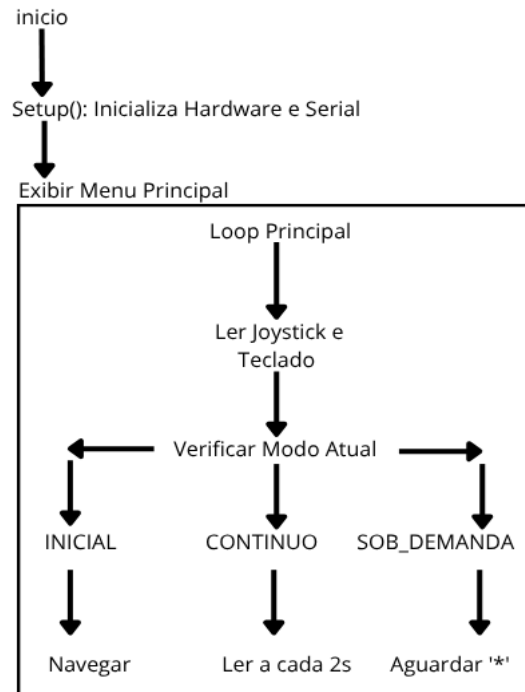 inicio
Setup(): Inicializa Hardware e Serial
Exibir Menu Principal
Loop Principal
Ler Joystick e
Teclado
Verificar Modo Atual
INICIAL
CONTINUO
SOB_DEMANDA
Navegar
Ler a cada 2s
Aguardar '*'